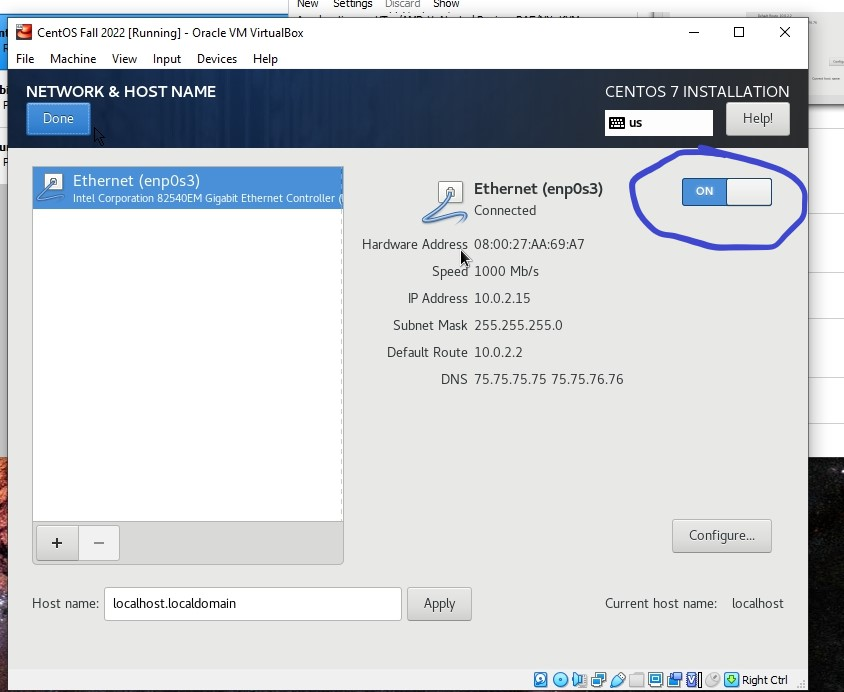 New Settings Discard Show
CentOS Fall 2022 [Running] - Oracle VM VirtualBox
File Machine View Input Devices Help
NETWORK & HOST NAME
CENTOS 7 INSTALLATION
Done
us
Help!
Ethernet (enp0s3)
Intel Corporation 82540EM Gigabit Ethernet Controller (
Ethernet (enp0s3)
Connected
ON
Hardware Address 08:00:27:AA:69:A7
Speed 1000 Mb/s
IP Address 10.0.2.15
Subnet Mask 255.255.255.0
Default Route 10.0.2.2
DNS 75.75.75.75 75.75.76.76
+ −
Configure...
Host name: localhost.localdomain
Apply
Current host name: localhost
Right Ctrl